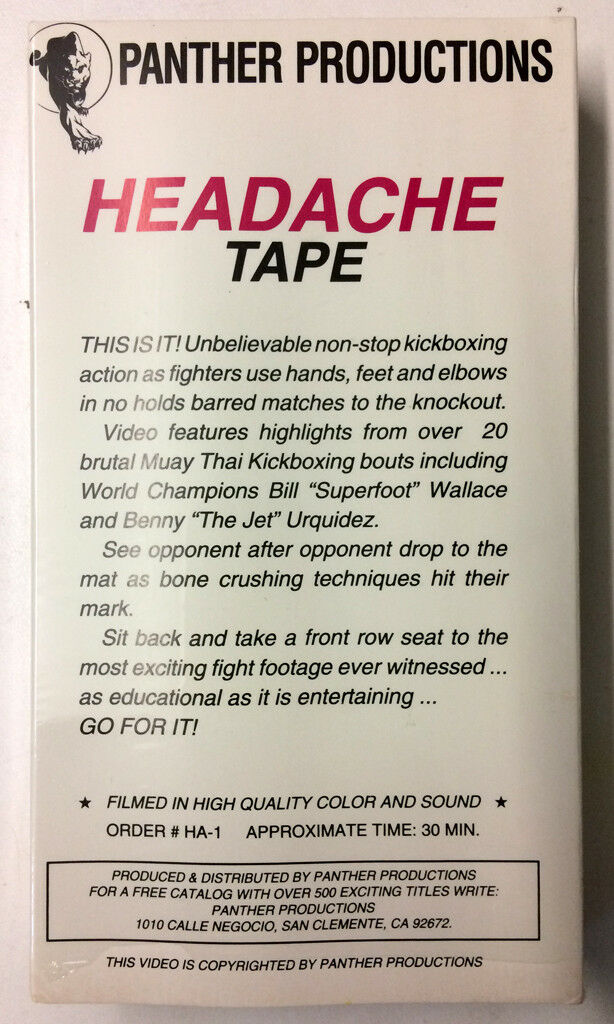 PANTHER PRODUCTIONS
HEADACHE
TAPE
THIS IS IT! Unbelievable non-stop kickboxing
action as fighters use hands, feet and elbows
in no holds barred matches to the knockout.
Video features highlights from over 20
brutal Muay Thai Kickboxing bouts including
World Champions Bill "Superfoot" Wallace
and Benny "The Jet" Urquidez.
See opponent after opponent drop to the
mat as bone crushing techniques hit their
mark.
Sit back and take a front row seat to the
most exciting fight footage ever witnessed ...
as educational as it is entertaining ...
GO FOR IT!
★ FILMED IN HIGH QUALITY COLOR AND SOUND ★
ORDER # HA-1 APPROXIMATE TIME: 30 MIN.
PRODUCED & DISTRIBUTED BY PANTHER PRODUCTIONS
FOR A FREE CATALOG WITH OVER 500 EXCITING TITLES WRITE:
PANTHER PRODUCTIONS
1010 CALLE NEGOCIO, SAN CLEMENTE, CA 92672.
THIS VIDEO IS COPYRIGHTED BY PANTHER PRODUCTIONS